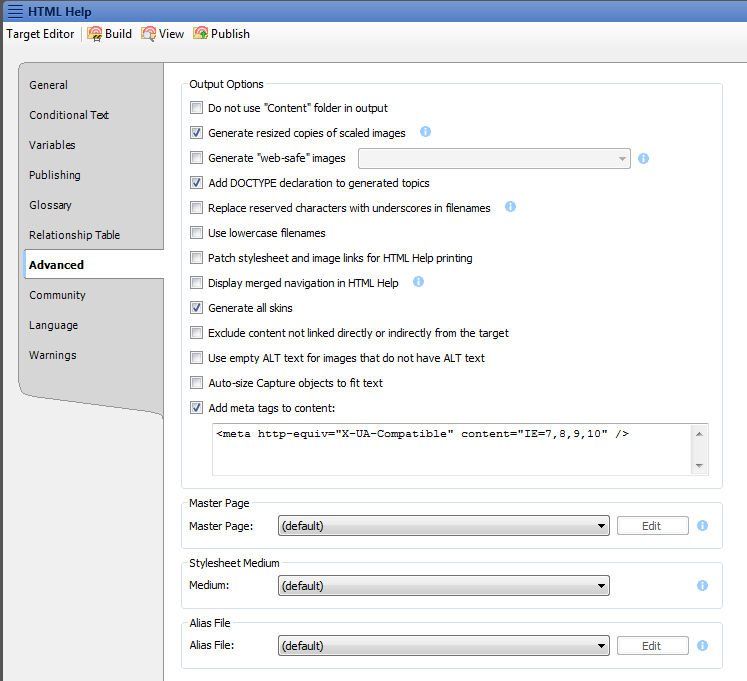 HTML Help
Target Editor Build View Publish
General
Conditional Text
Variables
Publishing
Glossary
Relationship Table
Advanced
Community
Language
Warnings
Output Options
Do not use "Content" folder in output
Generate resized copies of scaled images
Generate "web-safe" images
Add DOCTYPE declaration to generated topics
Replace reserved characters with underscores in filenames
Use lowercase filenames
Patch stylesheet and image links for HTML Help printing
Display merged navigation in HTML Help
Generate all skins
Exclude content not linked directly or indirectly from the target
Use empty ALT text for images that do not have ALT text
Auto-size Capture objects to fit text
Add meta tags to content:
<meta http-equiv="X-UA-Compatible" content="IE=7,8,9,10" />
Master Page
Master Page: (default) Edit
Stylesheet Medium
Medium: (default)
Alias File
Alias File: (default) Edit